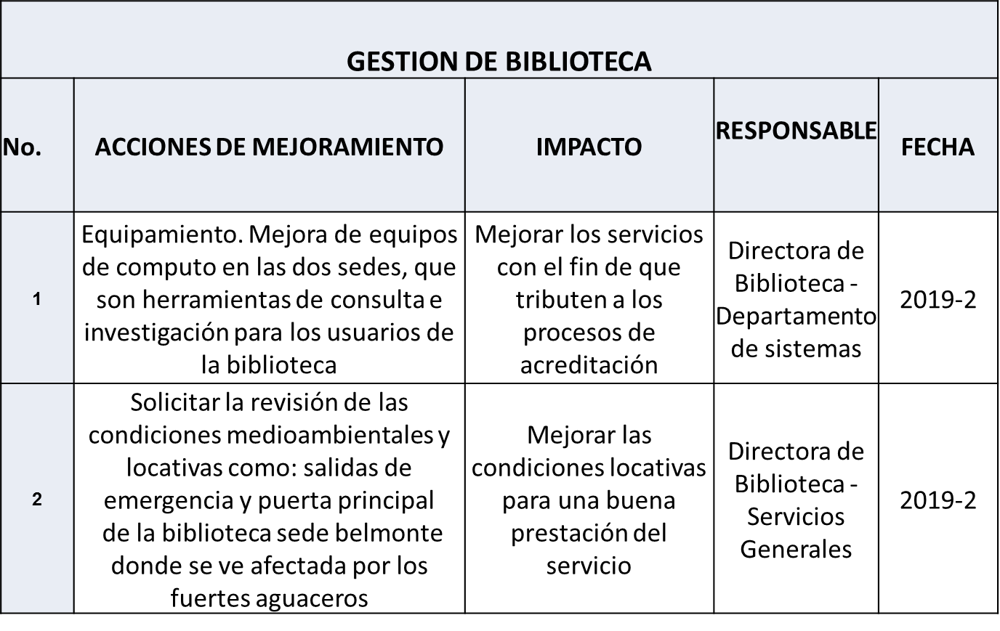 GESTION DE BIBLIOTECA
No.
ACCIONES DE MEJORAMIENTO
IMPACTO
RESPONSABLE
FECHA
1
Equipamiento. Mejora de equipos
de computo en las dos sedes, que
son herramientas de consulta e
investigación para los usuarios de
la biblioteca
Mejorar los servicios
con el fin de que
tributen a los
procesos de
acreditación
Directora de
Biblioteca -
Departamento
de sistemas
2019-2
2
Solicitar la revisión de las
condiciones medioambientales y
locativas como: salidas de
emergencia y puerta principal
de la biblioteca sede belmonte
donde se ve afectada por los
fuertes aguaceros
Mejorar las
condiciones locativas
para una buena
prestación del
servicio
Directora de
Biblioteca -
Servicios
Generales
2019-2